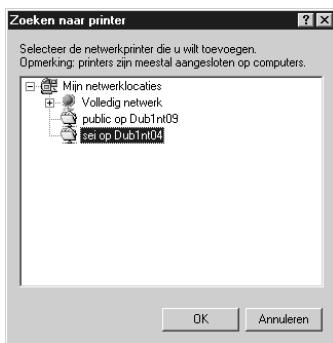 Zoeken naar printer
Selecteer de netwerkprinter die u wilt toevoegen.
Opmerking: printers zijn meestal aangesloten op computers.
Mijn netwerklocaties
Volledig netwerk
public op Dub1nt09
sei op Dub1nt04
OK
Annuleren